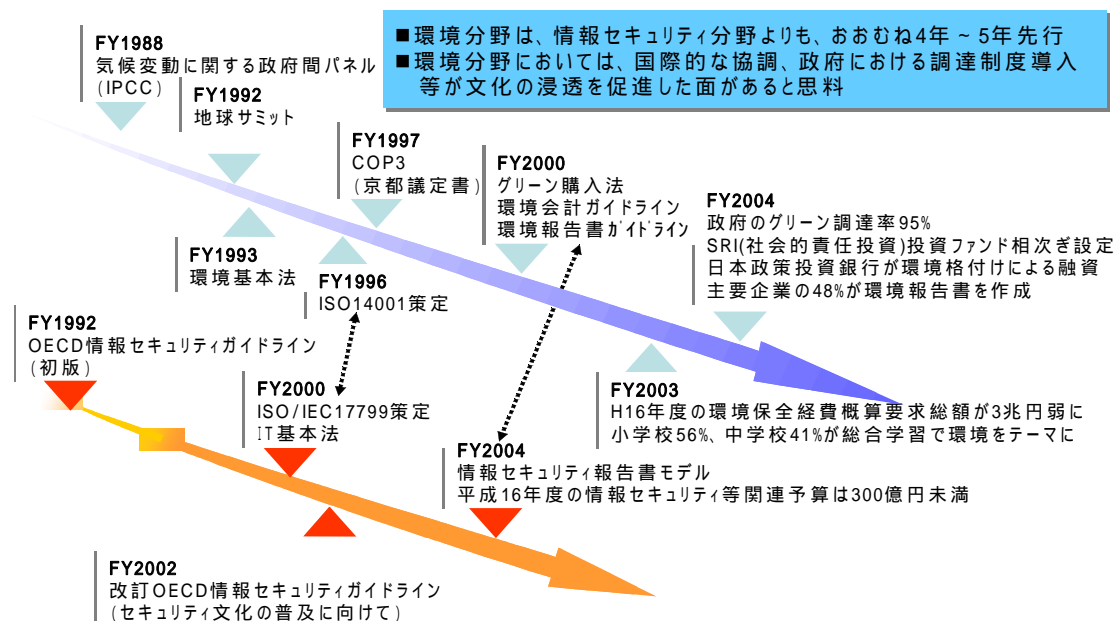 ■環境分野は、情報セキュリティ分野よりも、おおむね4年～5年先行
■環境分野においては、国際的な協調、政府における調達制度導入
等が文化の浸透を促進した面があると思料
FY1988
気候変動に関する政府間パネル
(IPCC)
FY1992
地球サミット
FY1997
COP3
(京都議定書)
FY2000
グリーン購入法
環境会計ガイドライン
環境報告書ガイドライン
FY2004
政府のグリーン調達率95%
SRI(社会的責任投資)投資ファンド相次ぎ設定
日本政策投資銀行が環境格付けによる融資
主要企業の48%が環境報告書を作成
FY1993
環境基本法
FY1996
ISO14001策定
FY1992
OECD情報セキュリティガイドライン
(初版)
FY2000
ISO/IEC17799策定
IT基本法
FY2003
H16年度の環境保全経費概算要求総額が3兆円弱に
小学校56%、中学校41%が総合学習で環境をテーマに
FY2004
情報セキュリティ報告書モデル
平成16年度の情報セキュリティ等関連予算は300億円未満
FY2002
改訂OECD情報セキュリティガイドライン
(セキュリティ文化の普及に向けて)